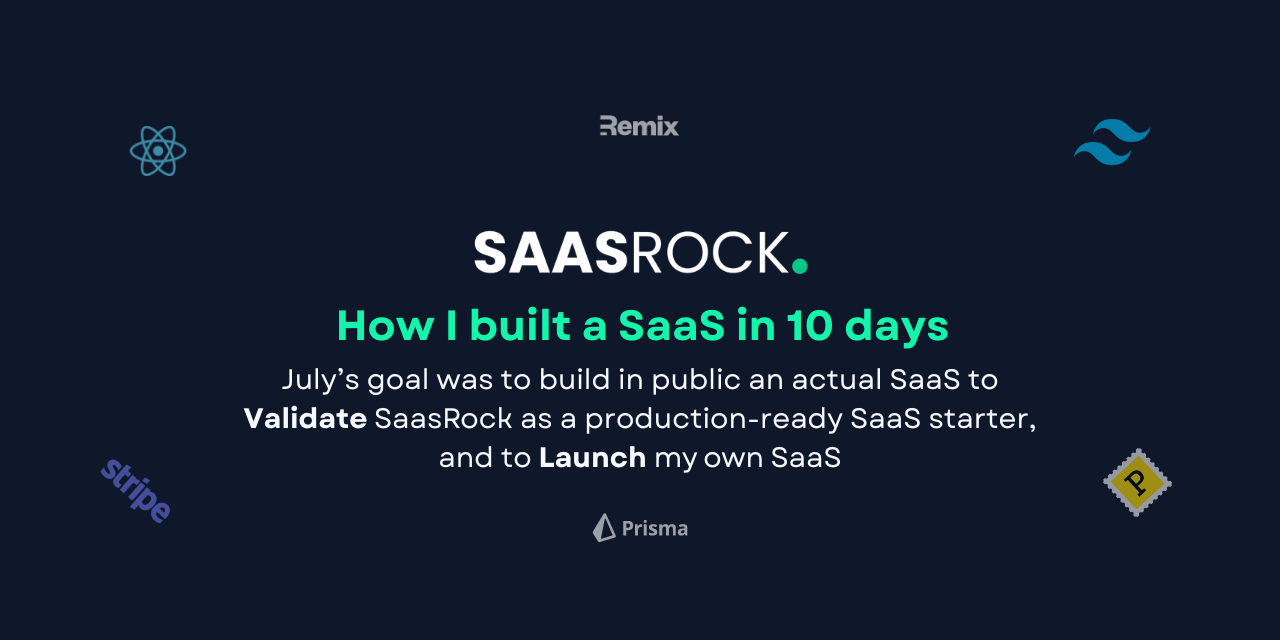 Remix
SAASROCK.
How I built a SaaS in 10 days
July’s goal was to build in public an actual SaaS to
Validate SaasRock as a production-ready SaaS starter,
and to Launch my own SaaS
stripe
P
Prisma